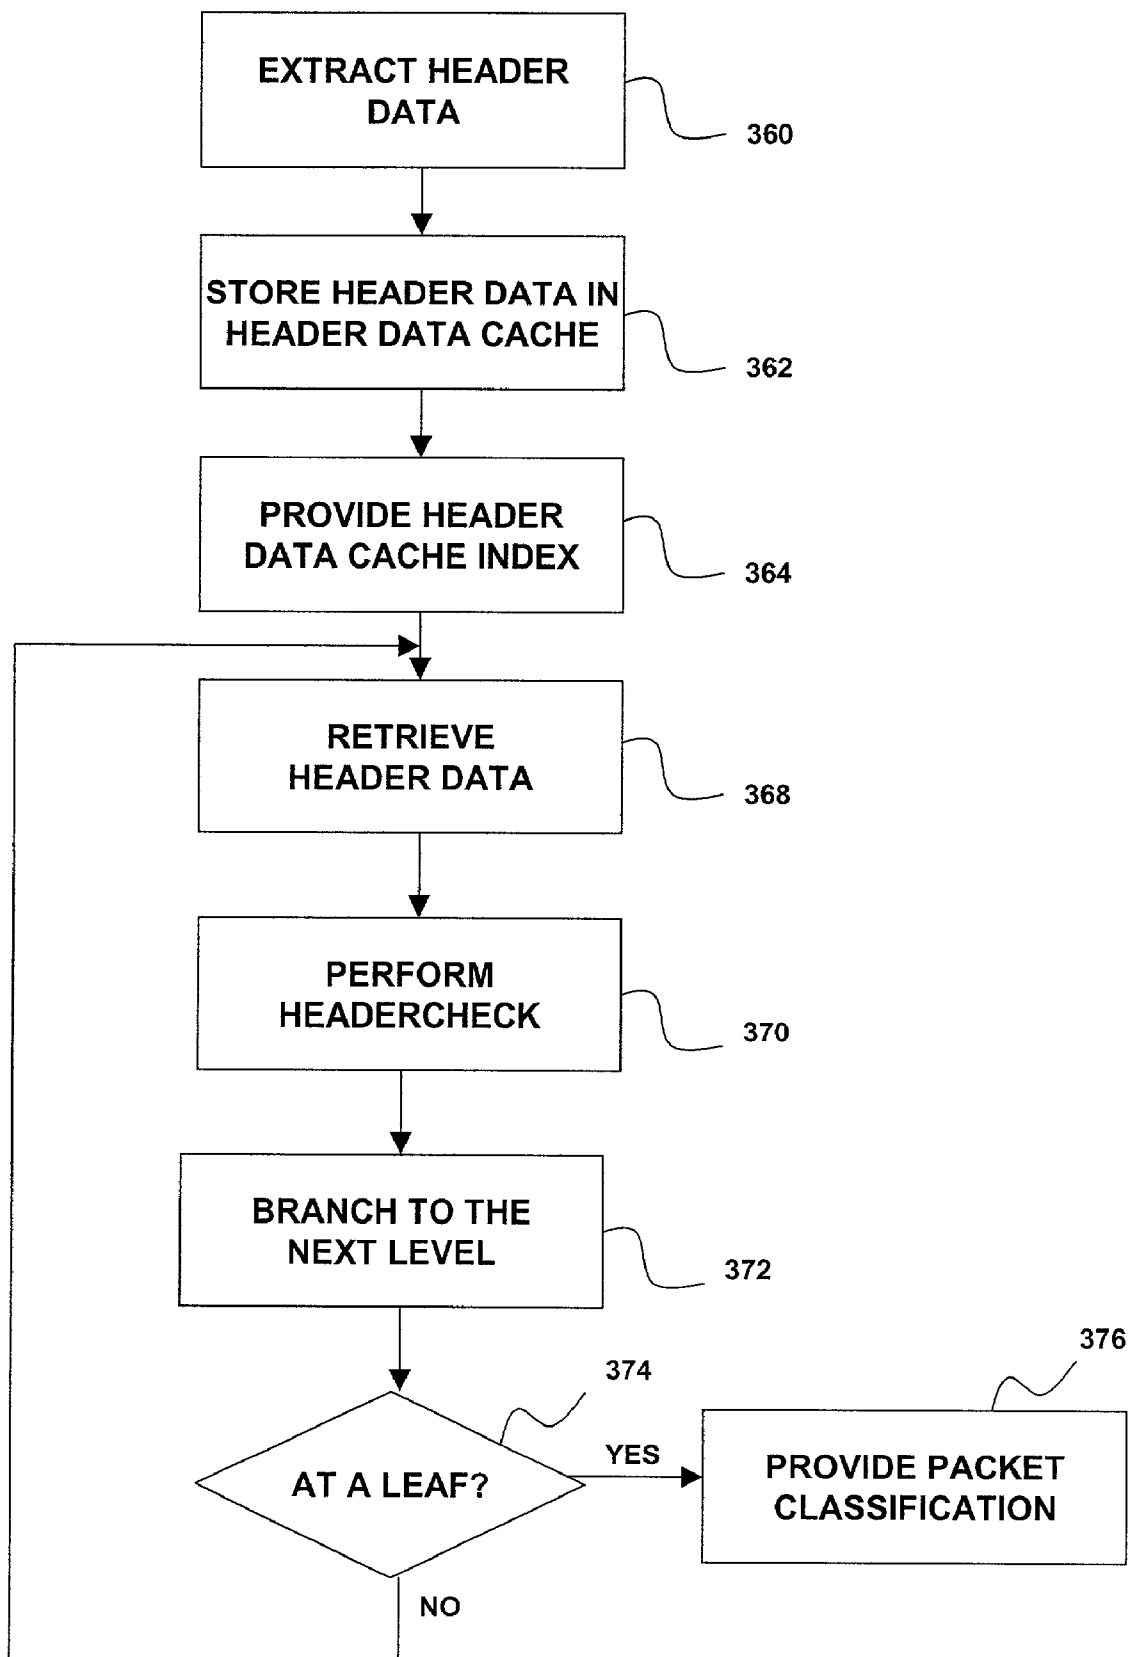 EXTRACT HEADER
DATA
360
STORE HEADER DATA IN
HEADER DATA CACHE
362
PROVIDE HEADER
DATA CACHE INDEX
364
RETRIEVE
HEADER DATA
368
PERFORM
HEADERCHECK
370
BRANCH TO THE
NEXT LEVEL
372
376
374
AT A LEAF?
YES
PROVIDE PACKET
CLASSIFICATION
NO